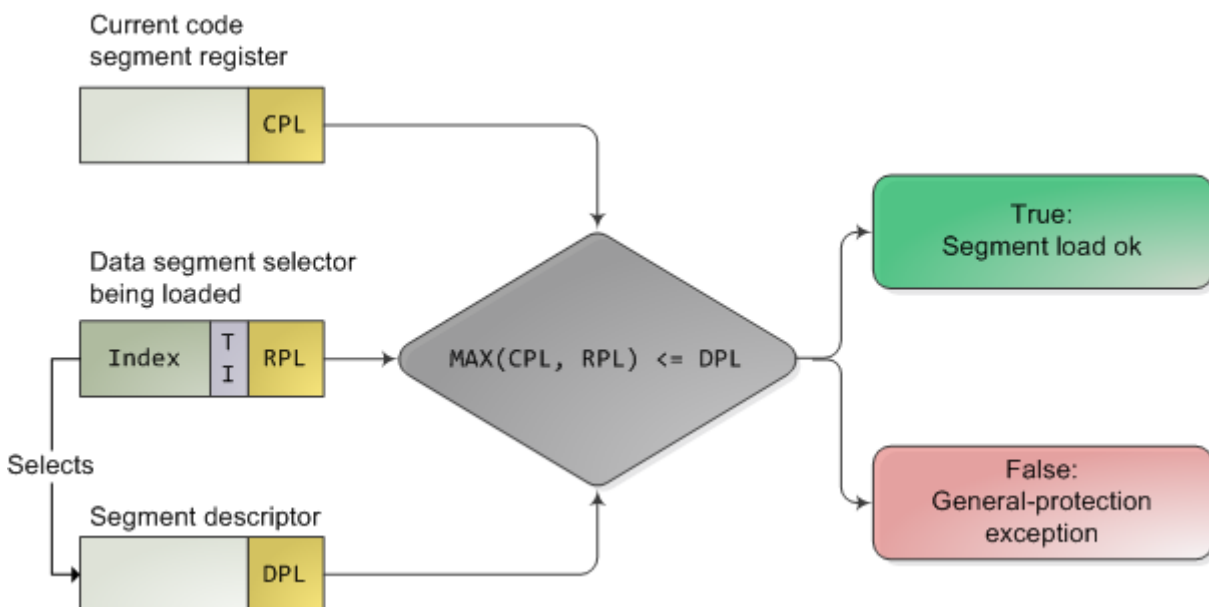 Current code
segment register
CPL
Data segment selector
being loaded
Index
T
I
RPL
Selects
Segment descriptor
DPL
MAX(CPL, RPL) <= DPL
True:
Segment load ok
False:
General-protection
exception